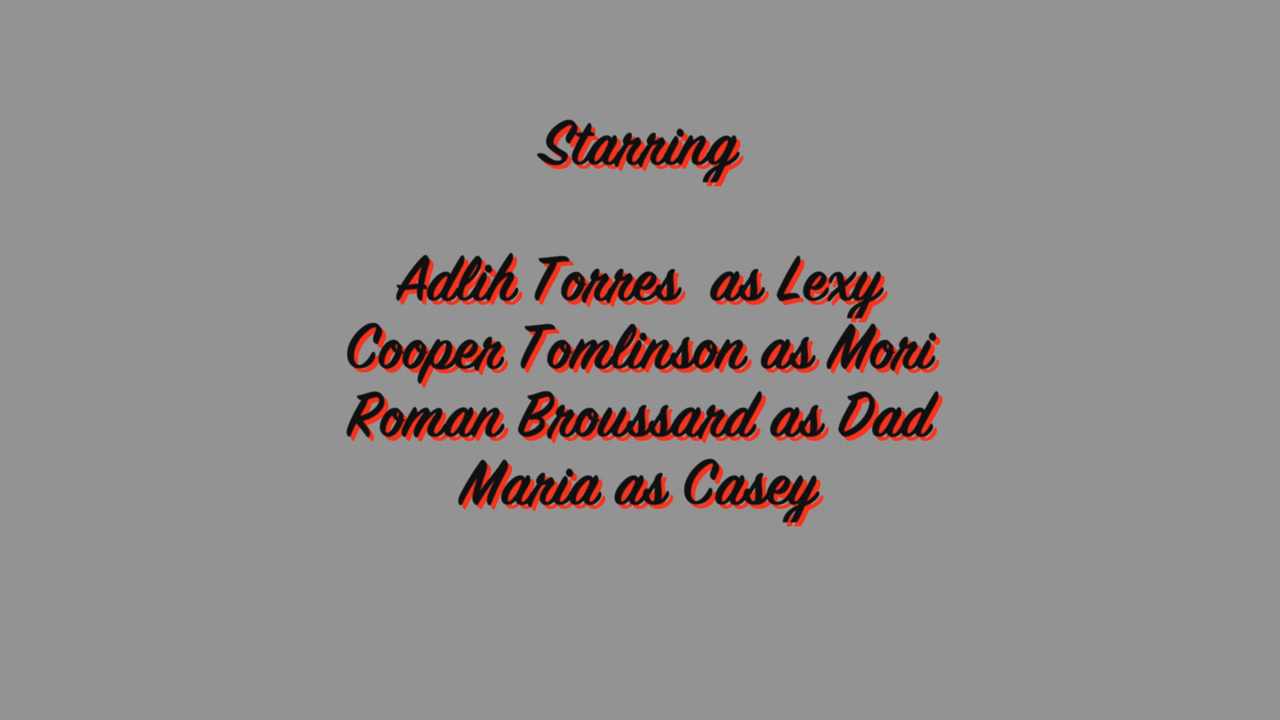 Starring
Adlih Torres as Lexy
Cooper Tomlinson as Mori
Roman Broussard as Dad
Maria as Casey